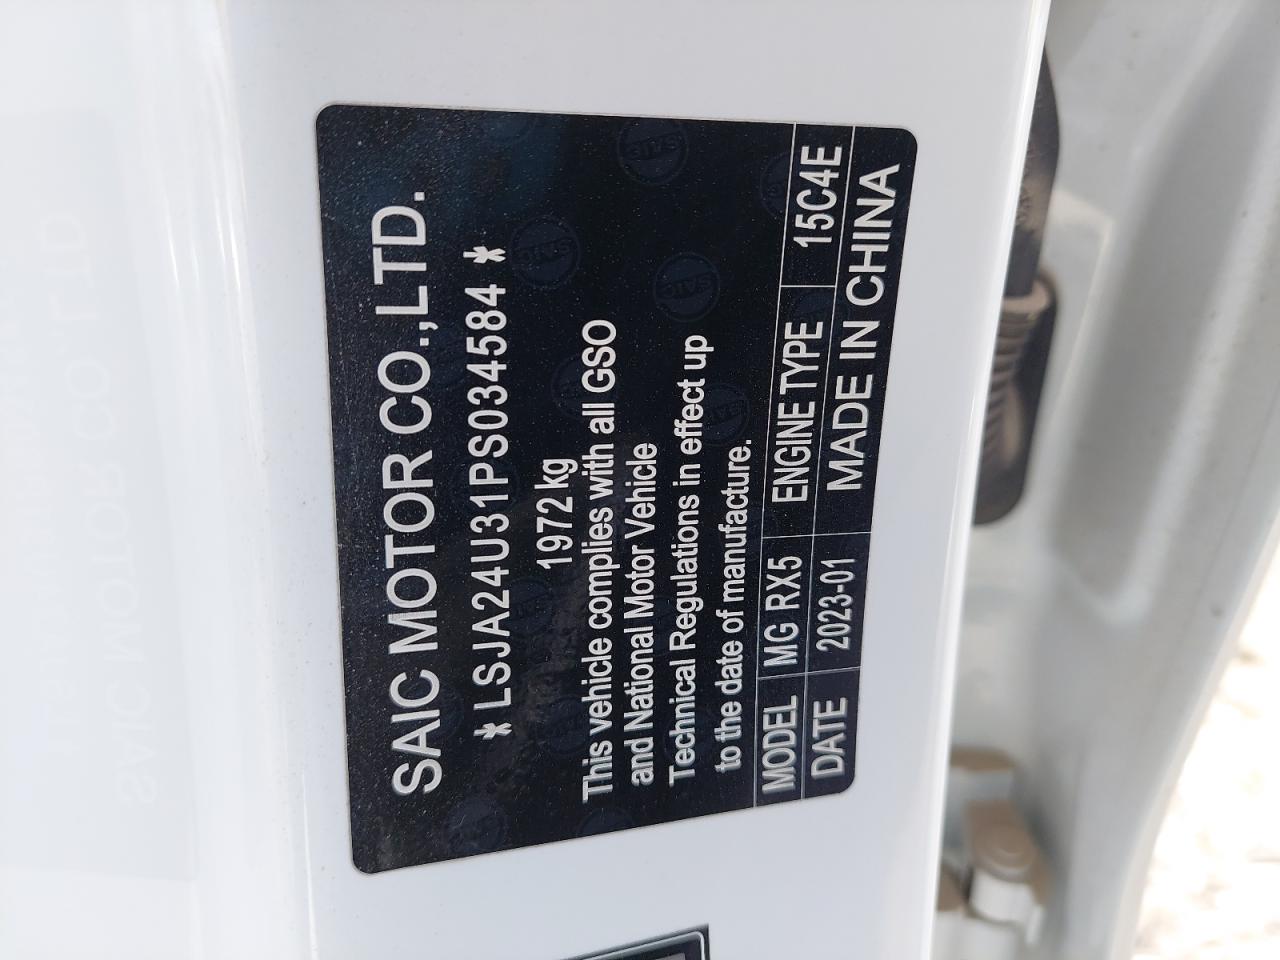 SAIC MOTOR CO.,LTD.
* LSJA24U31PS034584 *
1972 kg
This vehicle complies with all GSO
and National Motor Vehicle
Technical Regulations in effect up
to the date of manufacture.
MODEL MG RX5 ENGINE TYPE 15C4E
DATE 2023-01 MADE IN CHINA